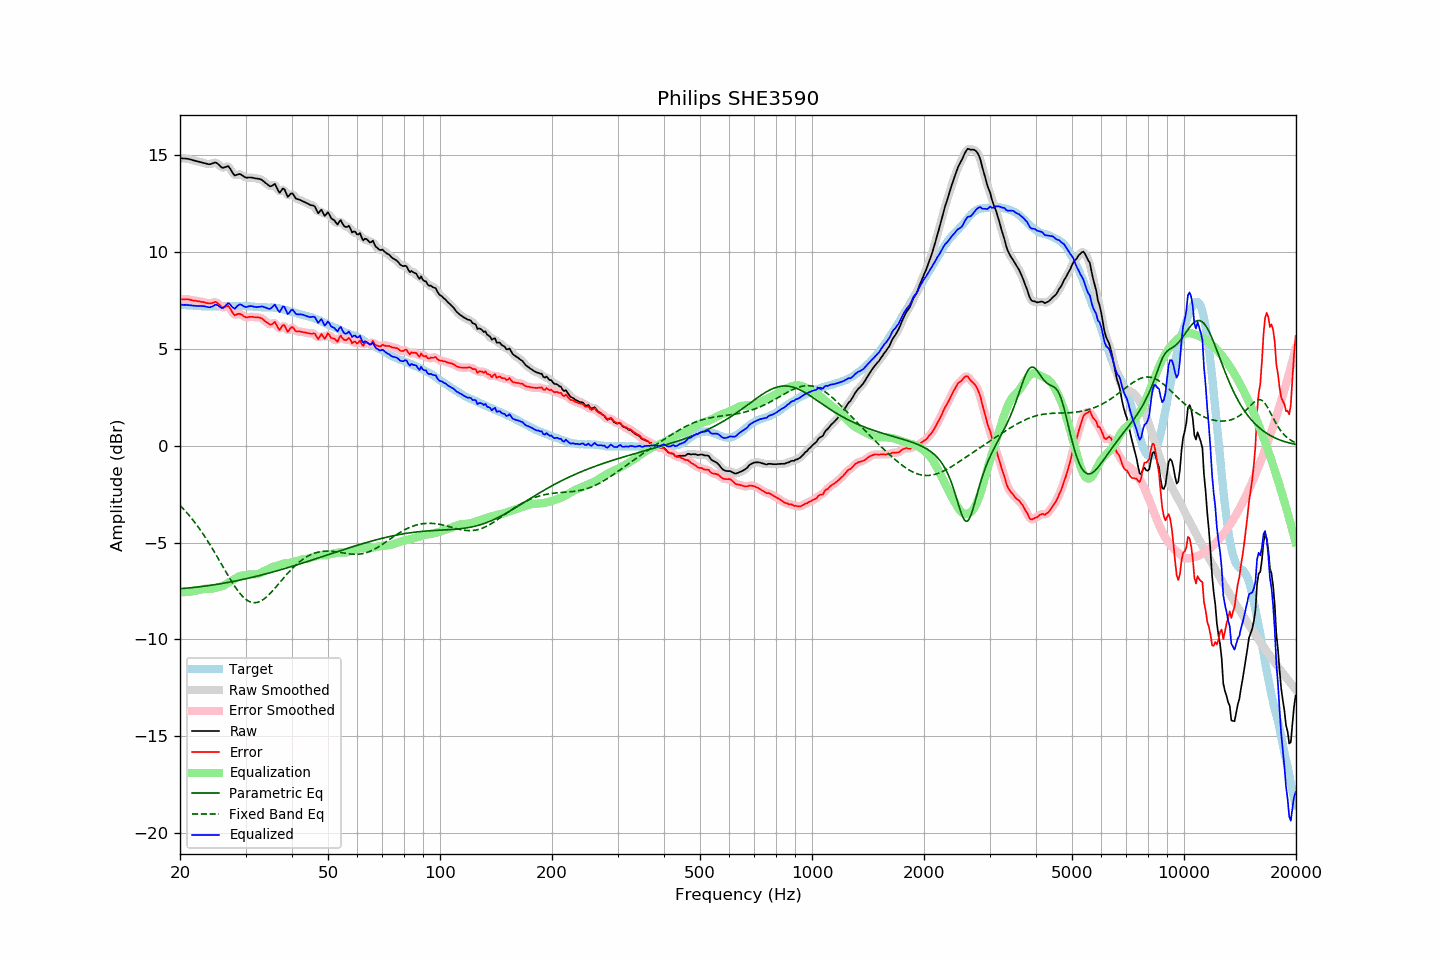 Philips SHE3590
Amplitude (dBr)
15
10
5
0
−5
−10
−15
−20
Target
Raw Smoothed
Error Smoothed
Raw
Error
Equalization
Parametric Eq
Fixed Band Eq
Equalized
20
50
100
200
500
1000
2000
5000
10000
20000
Frequency (Hz)